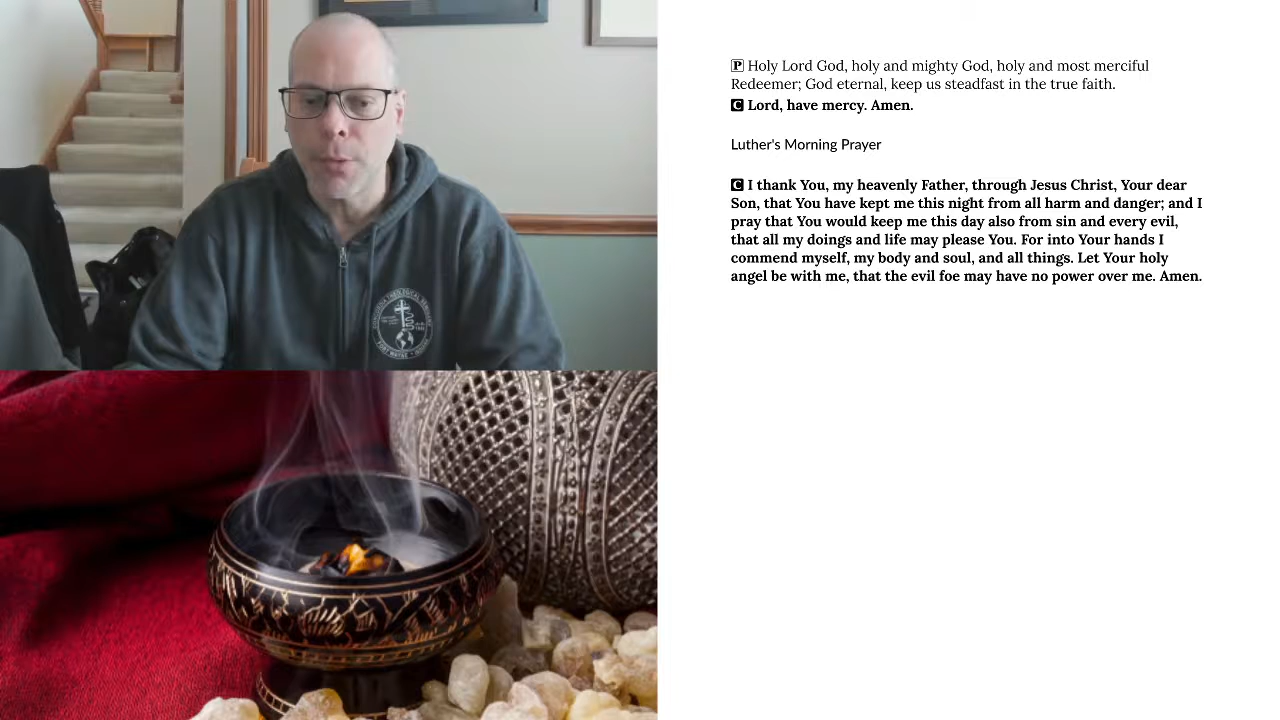 P Holy Lord God, holy and mighty God, holy and most merciful
Redeemer; God eternal, keep us steadfast in the true faith.
C Lord, have mercy. Amen.
Luther's Morning Prayer
C I thank You, my heavenly Father, through Jesus Christ, Your dear
Son, that You have kept me this night from all harm and danger; and I
pray that You would keep me this day also from sin and every evil,
that all my doings and life may please You. For into Your hands I
commend myself, my body and soul, and all things. Let Your holy
angel be with me, that the evil foe may have no power over me. Amen.
THEOLOGICAL SEMINARY
FORT WAYNE